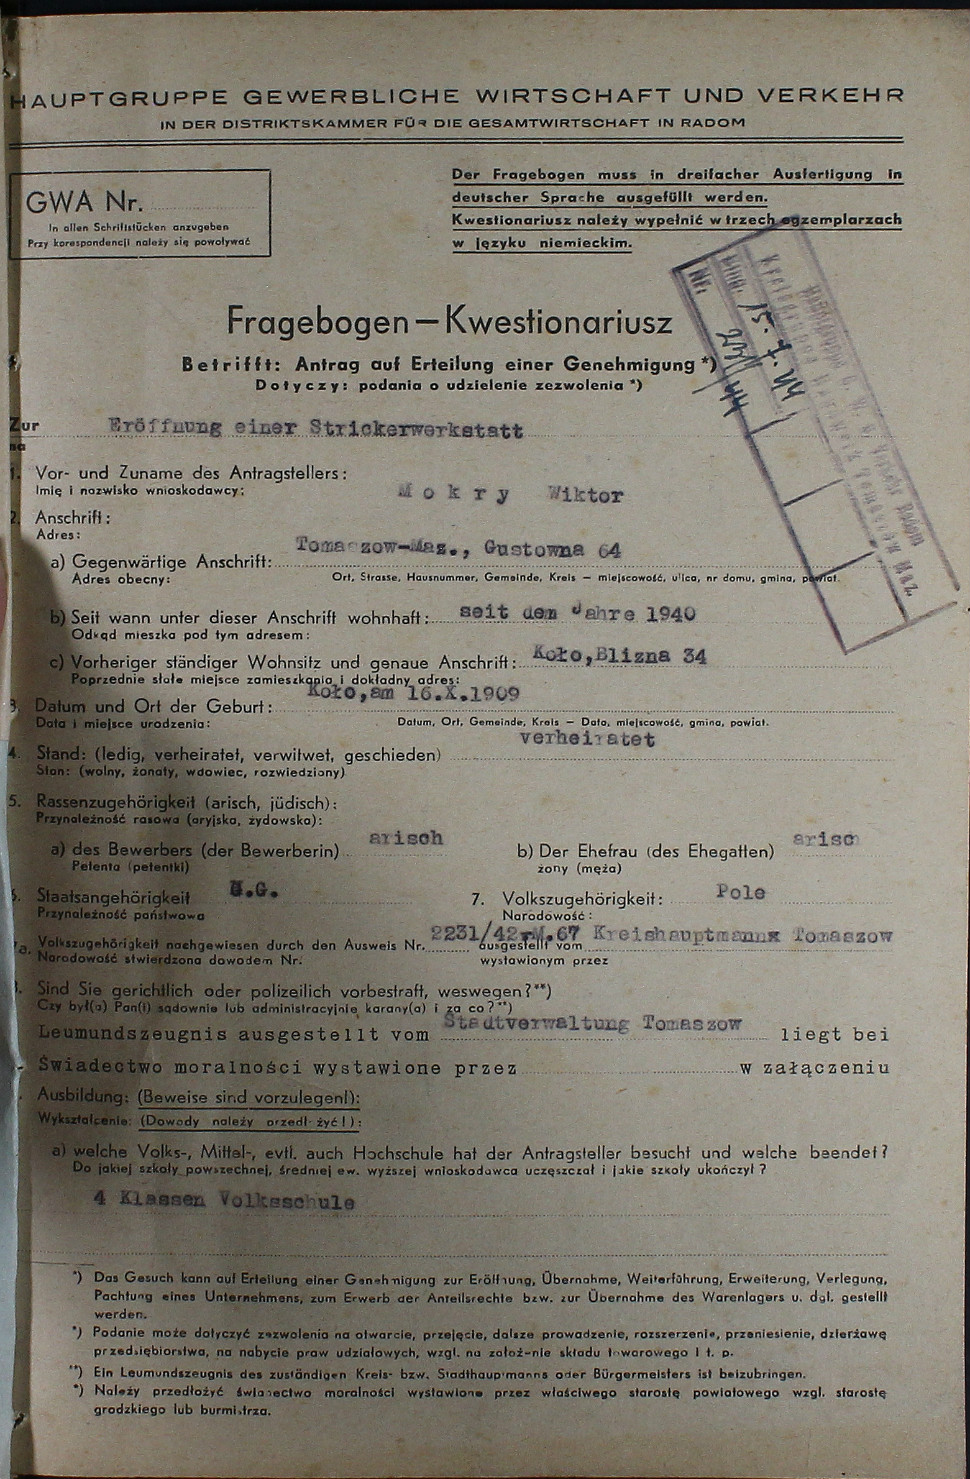 HAUPTGRUPPE GEWERBLICHE WIRTSCHAFT UND VERKEHR
IN DER DISTRIKTSKAMMER FÜR DIE GESAMTWIRTSCHAFT IN RADOM
GWA Nr.
In allen Schriftstücken anzugeben
Przy korespondencji należy się powoływać
Der Fragebogen muss in dreifacher Ausfertigung in
deutscher Sprache ausgefüllt werden.
Kwestionariusz należy wypełnić w trzech egzemplarzach
w języku niemieckim.
Nr. 23/44
15. 7. 44
Fragebogen — Kwestionariusz
Betrifft: Antrag auf Erteilung einer Genehmigung *)
Dotyczy: podania o udzielenie zezwolenia *)
Zur Eröffnung einer Strickerwerkstatt
na
1. Vor- und Zuname des Antragstellers:
Imię i nazwisko wnioskodawcy: Mokry Wiktor
2. Anschrift:
Adres:
a) Gegenwärtige Anschrift: Tomaszow-Maz., Gustowna 64
Adres obecny: Ort, Strasse, Hausnummer, Gemeinde, Kreis — miejscowość, ulica, nr domu, gmina, powiat.
b) Seit wann unter dieser Anschrift wohnhaft: seit dem Jahre 1940
Odkąd mieszka pod tym adresem:
c) Vorheriger ständiger Wohnsitz und genaue Anschrift: Koło, Blizna 34
Poprzednie stałe miejsce zamieszkania i dokładny adres:
3. Datum und Ort der Geburt: Koło, am 16.X.1909
Data i miejsce urodzenia: Datum, Ort, Gemeinde, Kreis — Data, miejscowość, gmina, powiat.
4. Stand: (ledig, verheiratet, verwitwet, geschieden) verheiratet
Stan: (wolny, żonaty, wdowiec, rozwiedziony)
5. Rassenzugehörigkeit (arisch, jüdisch):
Przynależność rasowa (aryjska, żydowska):
a) des Bewerbers (der Bewerberin) arisch b) Der Ehefrau (des Ehegatten) arisch
Petenta (petentki) żony (męża)
6. Staatsangehörigkeit G.G. 7. Volkszugehörigkeit: Pole
Przynależność państwowa Narodowość:
7a. Volkszugehörigkeit nachgewiesen durch den Ausweis Nr. 2231/42rM.67 ausgestellt vom Kreishauptmannx Tomaszow
Narodowość stwierdzona dowodem Nr. wystawionym przez
8. Sind Sie gerichtlich oder polizeilich vorbestraft, weswegen? **)
Czy był(a) Pan(i) sądownie lub administracyjnie karany(a) i za co? **)
Leumundszeugnis ausgestellt vom Stadtverwaltung Tomaszow liegt bei
Świadectwo moralności wystawione przez w załączeniu
9. Ausbildung: (Beweise sind vorzulegen!):
Wykształcenie: (Dowody należy przedłożyć!):
a) welche Volks-, Mittel-, evtl. auch Hochschule hat der Antragsteller besucht und welche beendet?
Do jakiej szkoły powszechnej, średniej ew. wyższej wnioskodawca uczęszczał i jakie szkoły ukończył?
4 Klassen Volksschule
*) Das Gesuch kann auf Erteilung einer Genehmigung zur Eröffnung, Übernahme, Weiterführung, Erweiterung, Verlegung,
Pachtung eines Unternehmens, zum Erwerb der Anteilsrechte bzw. zur Übernahme des Warenlagers u. dgl. gestellt
werden.
*) Podanie może dotyczyć zezwolenia na otwarcie, przejęcie, dalsze prowadzenie, rozszerzenie, przeniesienie, dzierżawę
przedsiębiorstwa, na nabycie praw udziałowych, wzgl. na założenie składu towarowego i t. p.
**) Ein Leumundszeugnis des zuständigen Kreis- bzw. Stadthauptmanns oder Bürgermeisters ist beizubringen.
*) Należy przedłożyć świadectwo moralności wystawione przez właściwego starostę powiatowego wzgl. starostę
grodzkiego lub burmistrza.